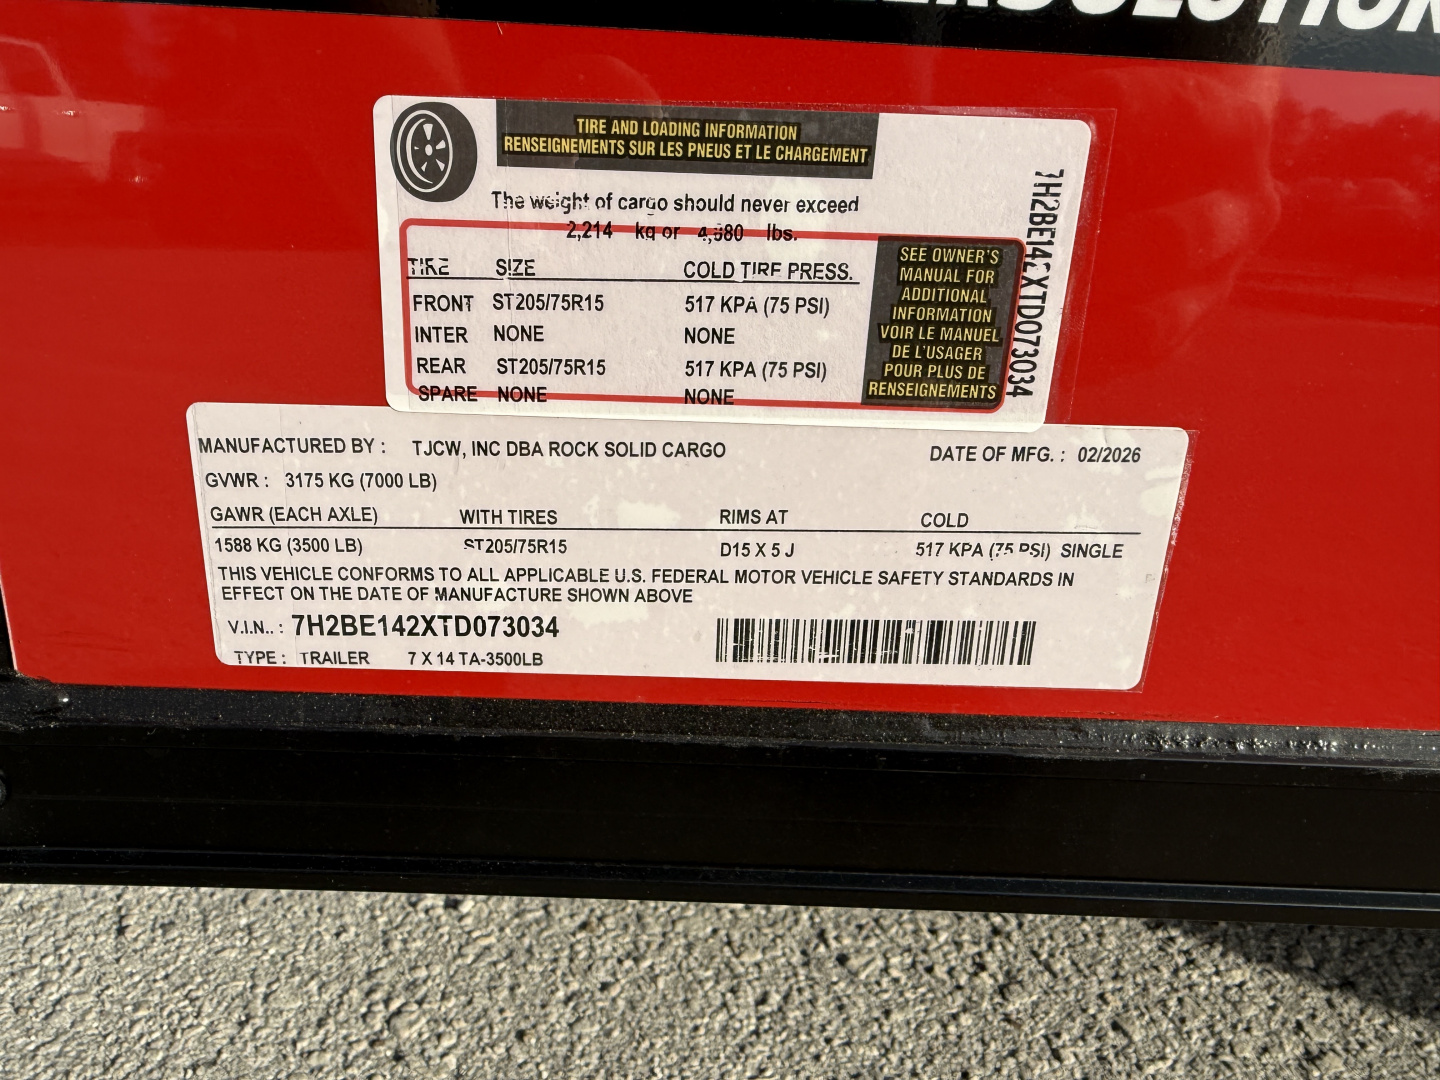 TIRE AND LOADING INFORMATION
RENSEIGNEMENTS SUR LES PNEUS ET LE CHARGEMENT
The weight of cargo should never exceed
2,214 kg or lbs.
TIRE SIZE COLD TIRE PRESS.
FRONT ST205/75R15 517 KPA (75 PSI)
INTER NONE NONE
REAR ST205/75R15 517 KPA (75 PSI)
SPARE NONE NONE
SEE OWNER'S
MANUAL FOR
ADDITIONAL
INFORMATION
VOIR LE MANUEL
DE L'USAGER
POUR PLUS DE
RENSEIGNEMENTS
7H2BE142XTD073034
MANUFACTURED BY : TJCW, INC DBA ROCK SOLID CARGO DATE OF MFG. : 02/2026
GVWR : 3175 KG (7000 LB)
GAWR (EACH AXLE) WITH TIRES RIMS AT COLD
1588 KG (3500 LB) ST205/75R15 D15 X 5 J 517 KPA (75 PSI) SINGLE
THIS VEHICLE CONFORMS TO ALL APPLICABLE U.S. FEDERAL MOTOR VEHICLE SAFETY STANDARDS IN
EFFECT ON THE DATE OF MANUFACTURE SHOWN ABOVE
V.I.N.. : 7H2BE142XTD073034
TYPE : TRAILER 7 X 14 TA-3500LB